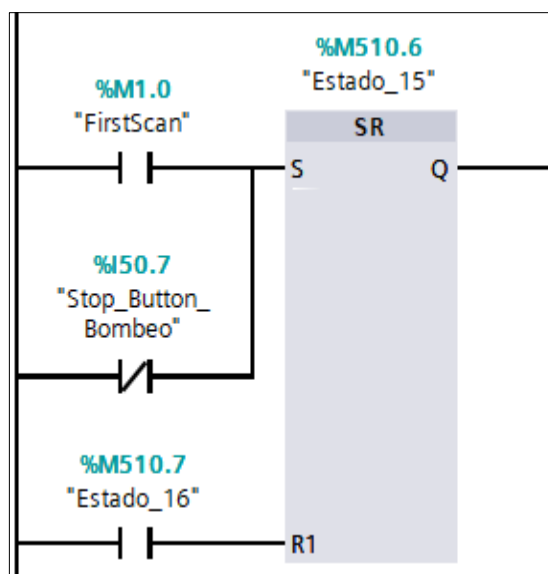 %M510.6
"Estado_15"
%M1.0
"FirstScan"
SR
S
Q
%I50.7
"Stop_Button_
Bombeo"
%M510.7
"Estado_16"
R1